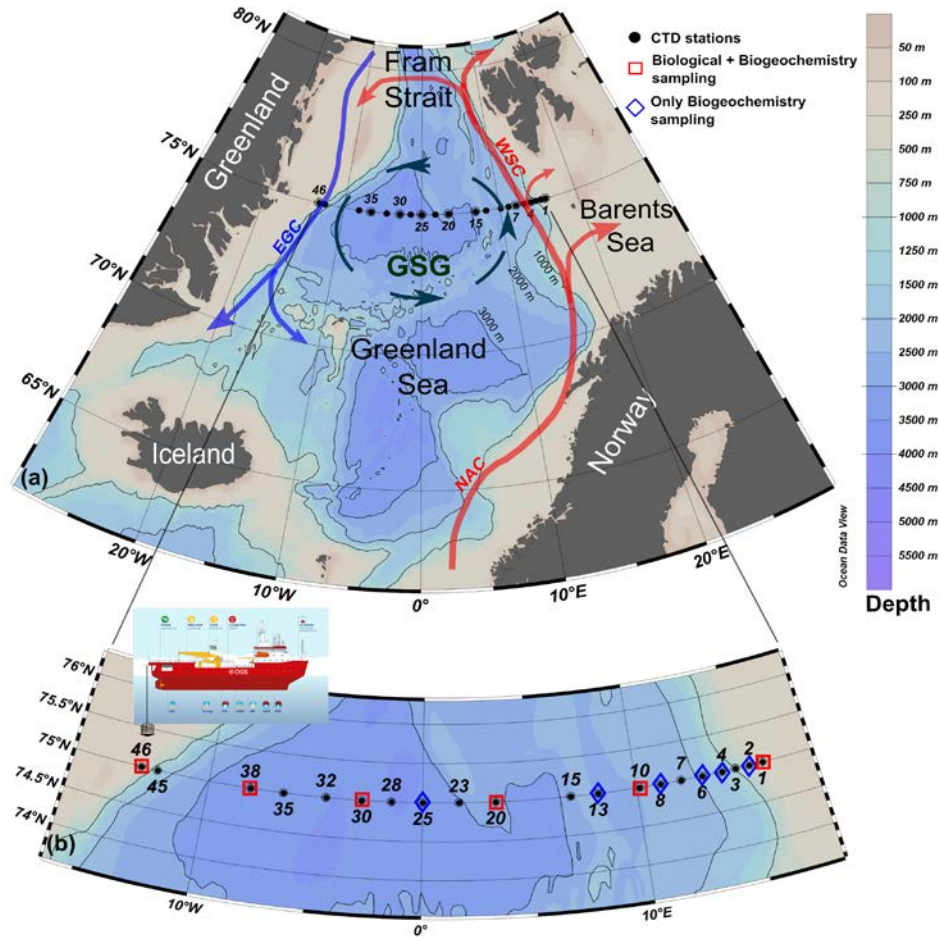 80°N
75°N
70°N
65°N
Greenland
Fram
Strait
WSC
EGC
Barents
Sea
46
35
30
25
20
15
7
4
1
GSG
1000 m
2000 m
3000 m
Greenland
Sea
Iceland
Norway
NAC
(a)
20°W
10°W
0°
10°E
20°E
CTD stations
Biological + Biogeochemistry
sampling
Only Biogeochemistry
sampling
50 m
100 m
250 m
500 m
750 m
1000 m
1250 m
1500 m
1750 m
2000 m
2500 m
3000 m
3500 m
4000 m
4500 m
5000 m
5500 m
Ocean Data View
Depth
76°N
75.5°N
75°N
74.5°N
74°N
OGS
46
45
38
35
32
30
28
25
23
20
15
13
10
8
7
6
4
3
2
1
(b)
10°W
0°
10°E